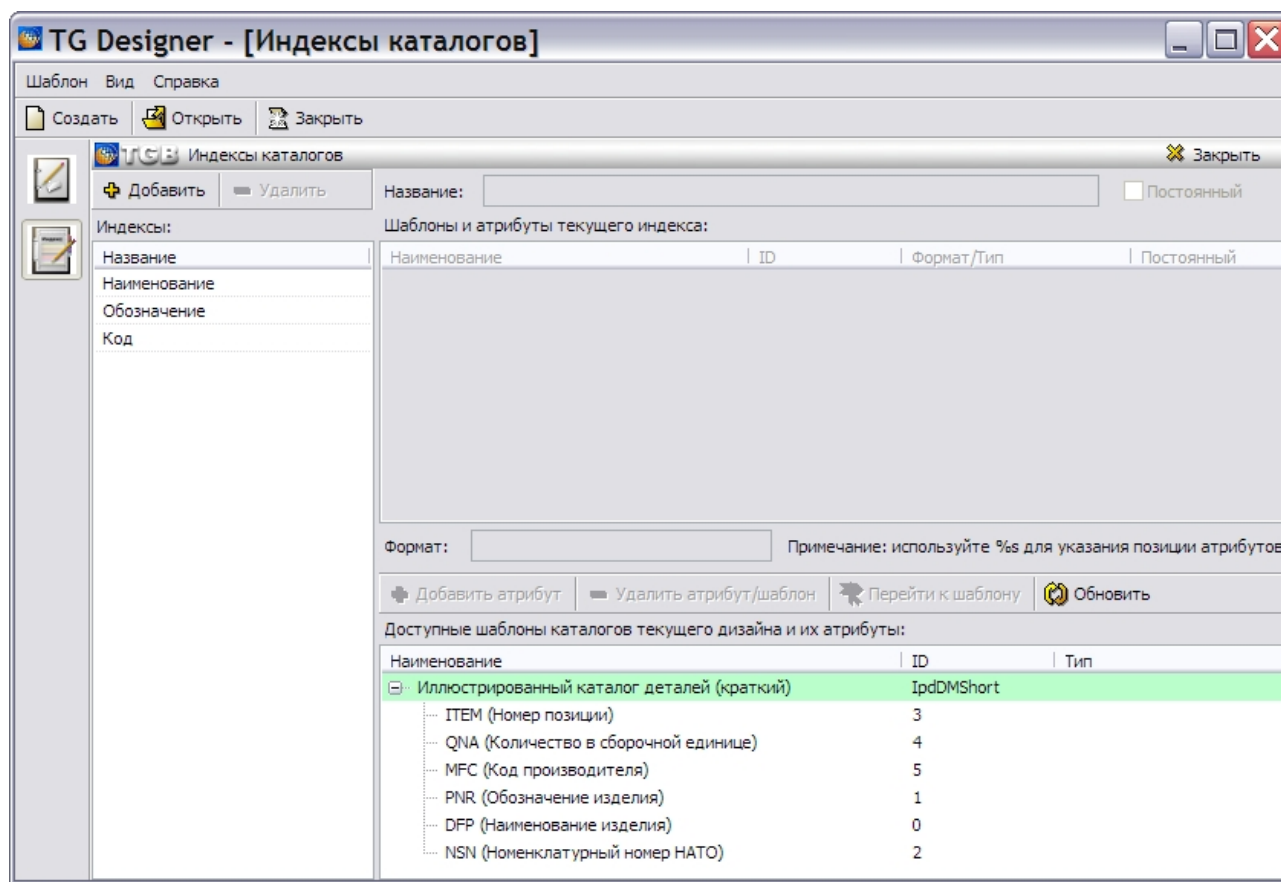 TG Designer - [Индексы каталогов]
Шаблон Вид Справка
Создать Открыть Закрыть
TGB Индексы каталогов Закрыть
Добавить Удалить Название: Постоянный
Индексы: Шаблоны и атрибуты текущего индекса:
Название Наименование ID Формат/Тип Постоянный
Наименование
Обозначение
Код
Формат: Примечание: используйте %s для указания позиции атрибутов
Добавить атрибут Удалить атрибут/шаблон Перейти к шаблону Обновить
Доступные шаблоны каталогов текущего дизайна и их атрибуты:
Наименование ID Тип
Иллюстрированный каталог деталей (краткий) IpdDMShort
ITEM (Номер позиции) 3
QNA (Количество в сборочной единице) 4
MFC (Код производителя) 5
PNR (Обозначение изделия) 1
DFP (Наименование изделия) 0
NSN (Номенклатурный номер НАТО) 2